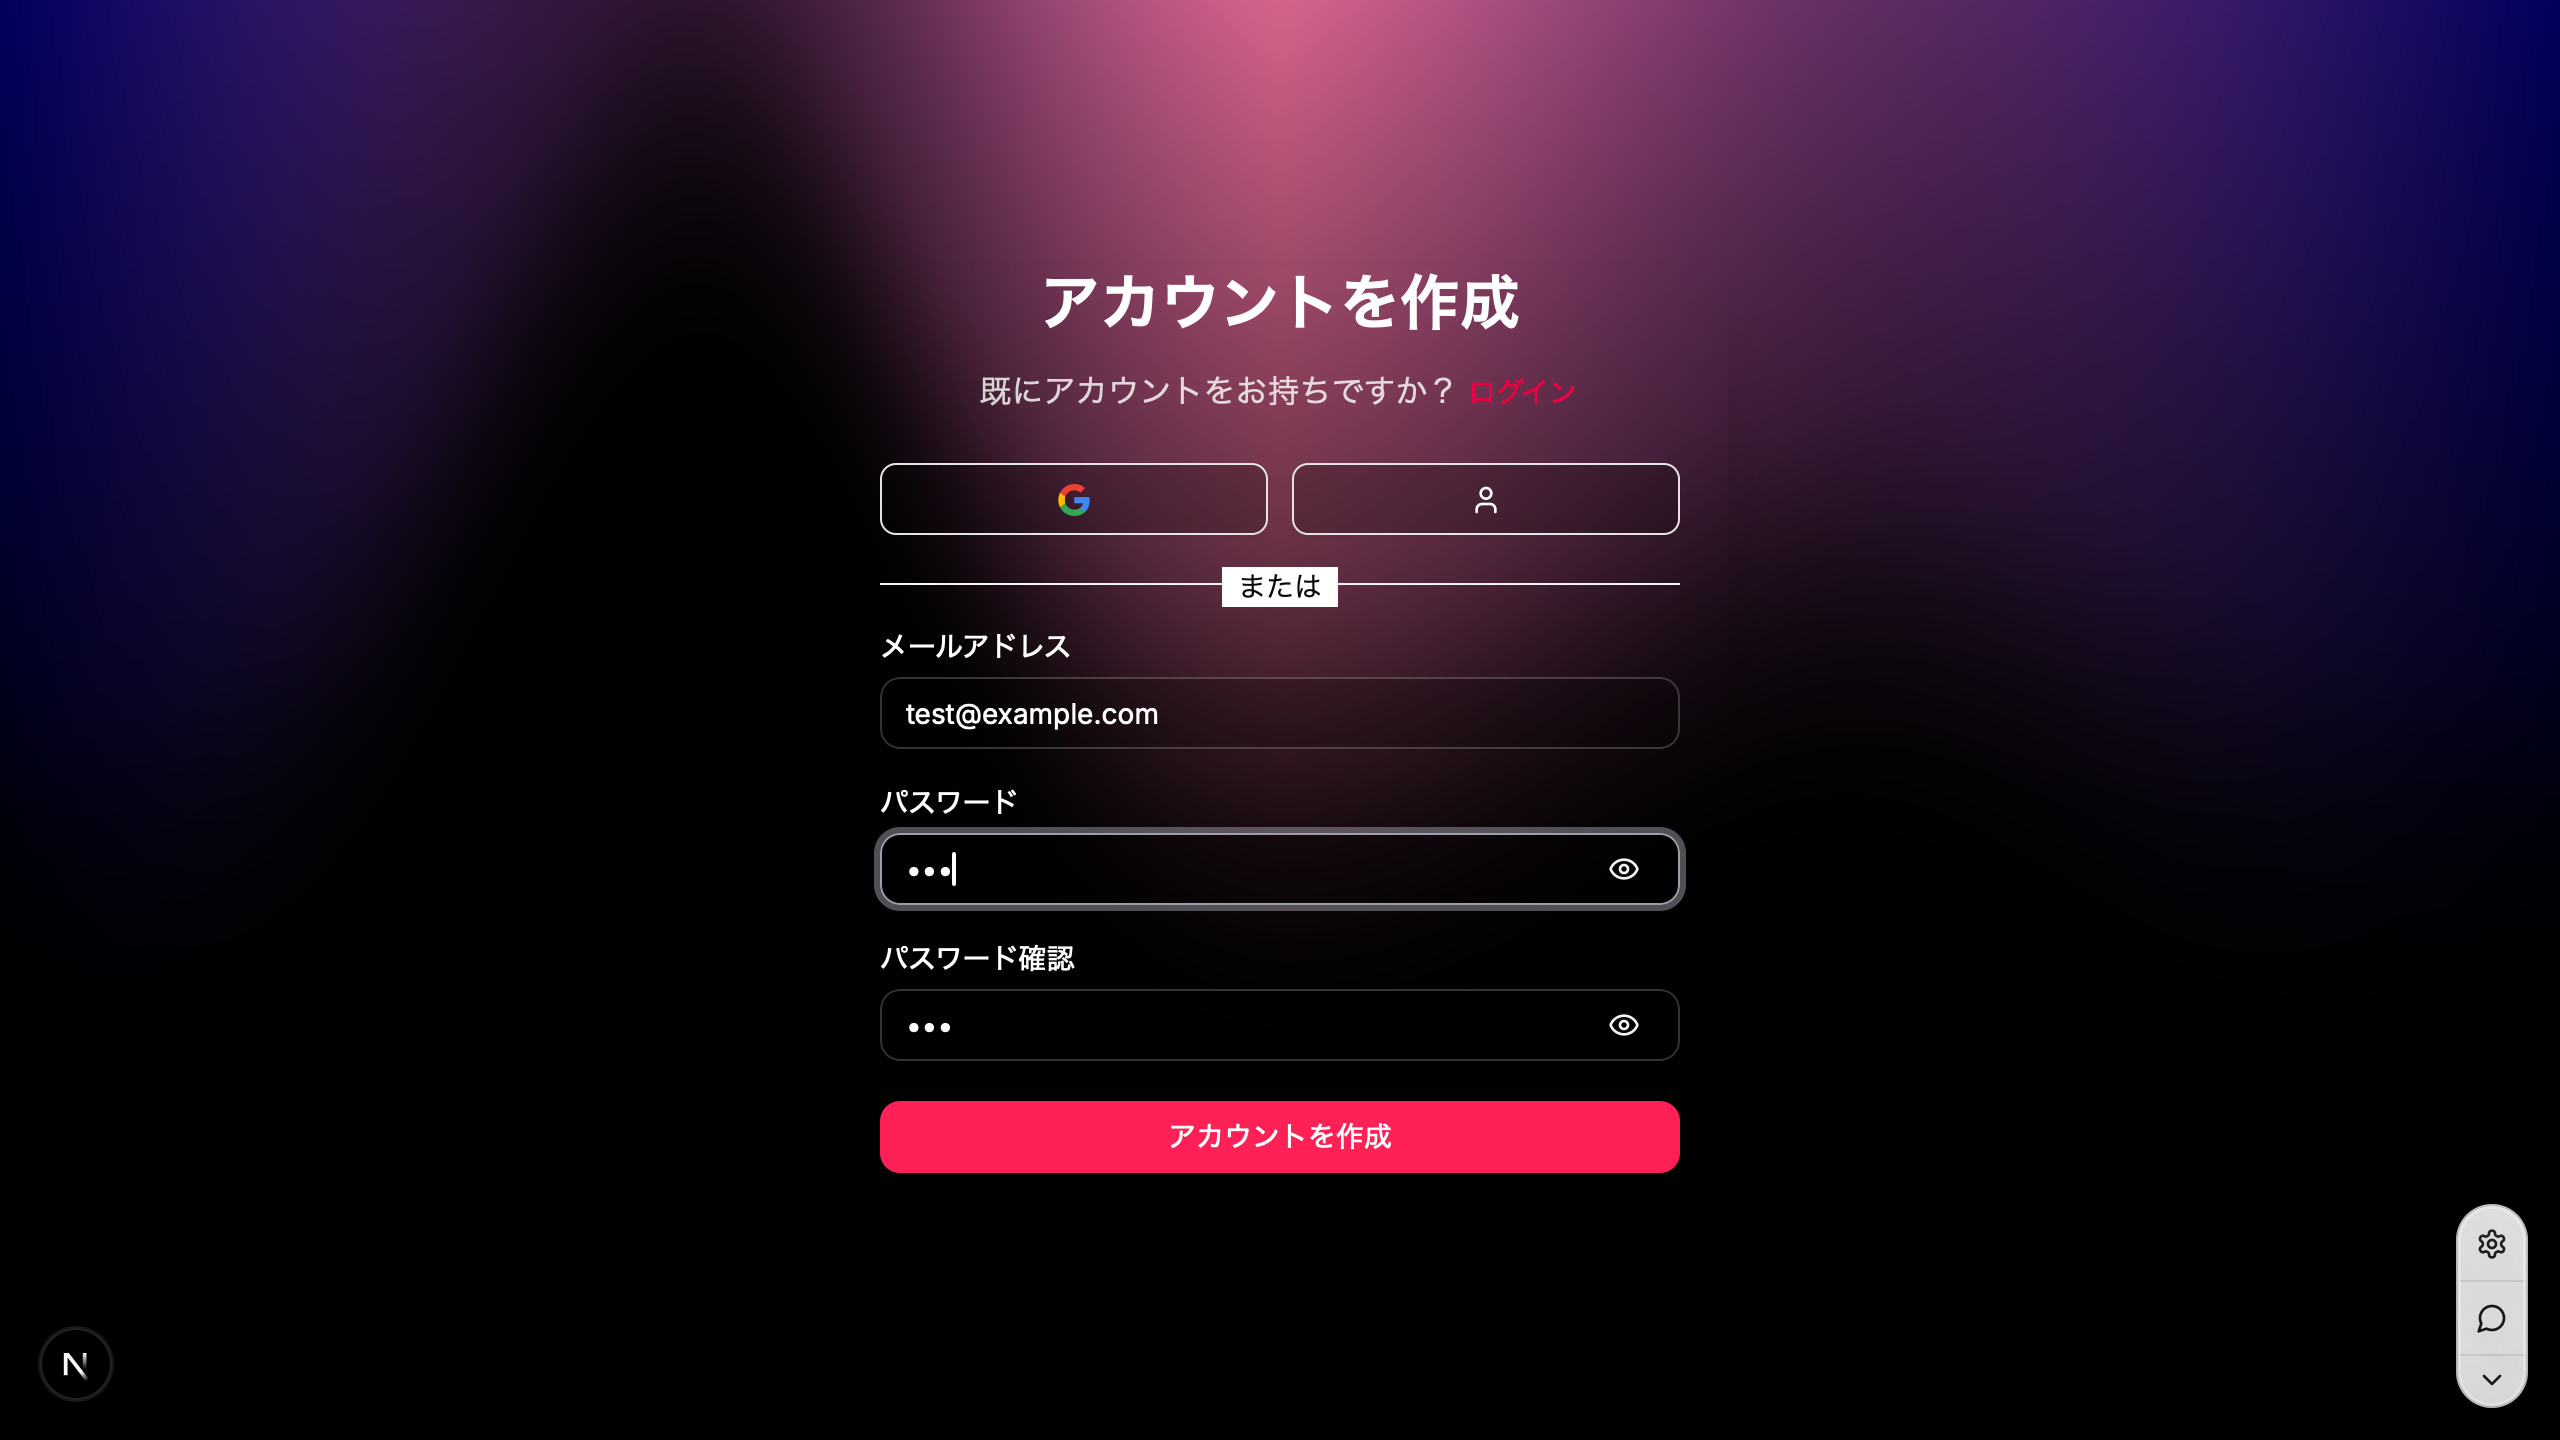 アカウントを作成
既にアカウントをお持ちですか？ ログイン
または
メールアドレス
test@example.com
パスワード
•••
パスワード確認
•••
アカウントを作成
N